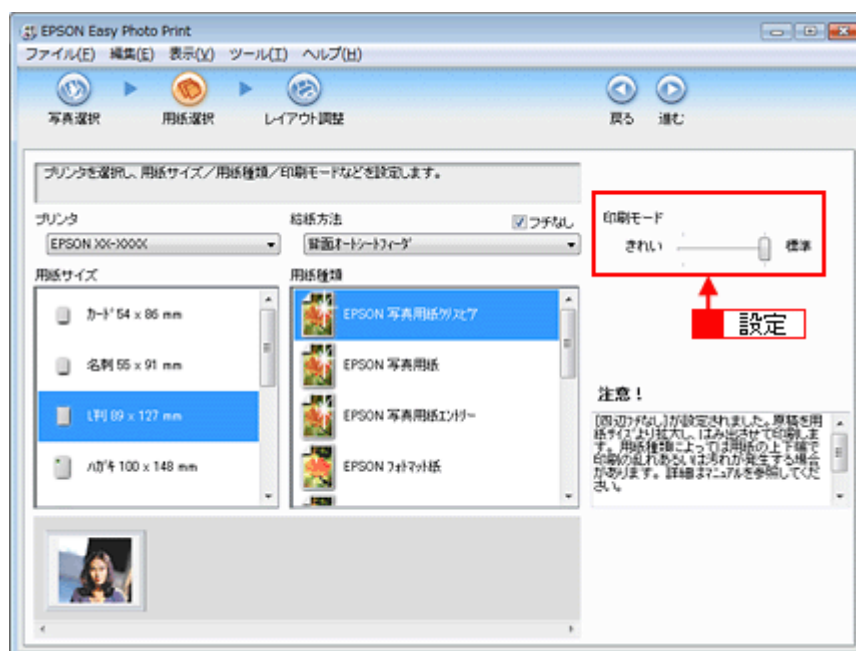 EPSON Easy Photo Print
ファイル(F) 編集(E) 表示(V) ツール(T) ヘルプ(H)
写真選択 用紙選択 レイアウト調整 戻る 進む
プリンタを選択し、用紙サイズ/用紙種類/印刷モードなどを設定します。
プリンタ 給紙方法 フチなし
EPSON XX-XXXX 背面オートシートフィーダ
印刷モード
きれい 標準
設定
用紙サイズ 用紙種類
カード 54 x 86 mm
名刺 55 x 91 mm
L判 89 x 127 mm
ハガキ 100 x 148 mm
EPSON 写真用紙クリスピア
EPSON 写真用紙
EPSON 写真用紙エントリー
EPSON フォトマット紙
注意!
[四辺フチなし]が設定されました。原稿を用
紙サイズより拡大し、はみ出させて印刷しま
す。用紙種類によっては用紙の上下端で
印刷の乱れあるいは汚れが発生する場合
があります。詳細はマニュアルを参照してくだ
さい。